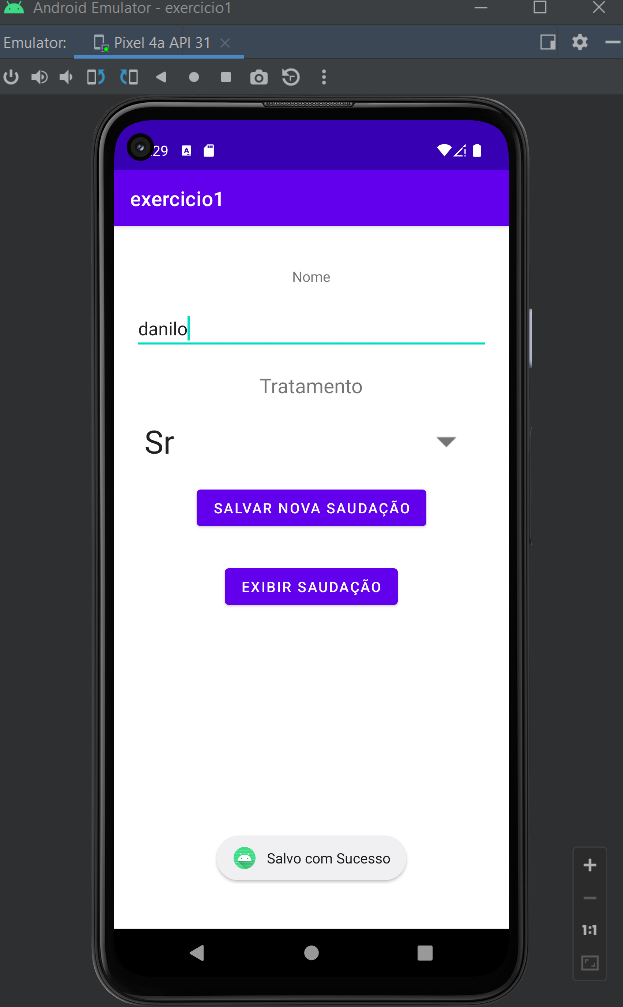 Android Emulator - exercicio1
Emulator: Pixel 4a API 31
:29
exercicio1
Nome
danilo
Tratamento
Sr
SALVAR NOVA SAUDAÇÃO
EXIBIR SAUDAÇÃO
Salvo com Sucesso
1:1